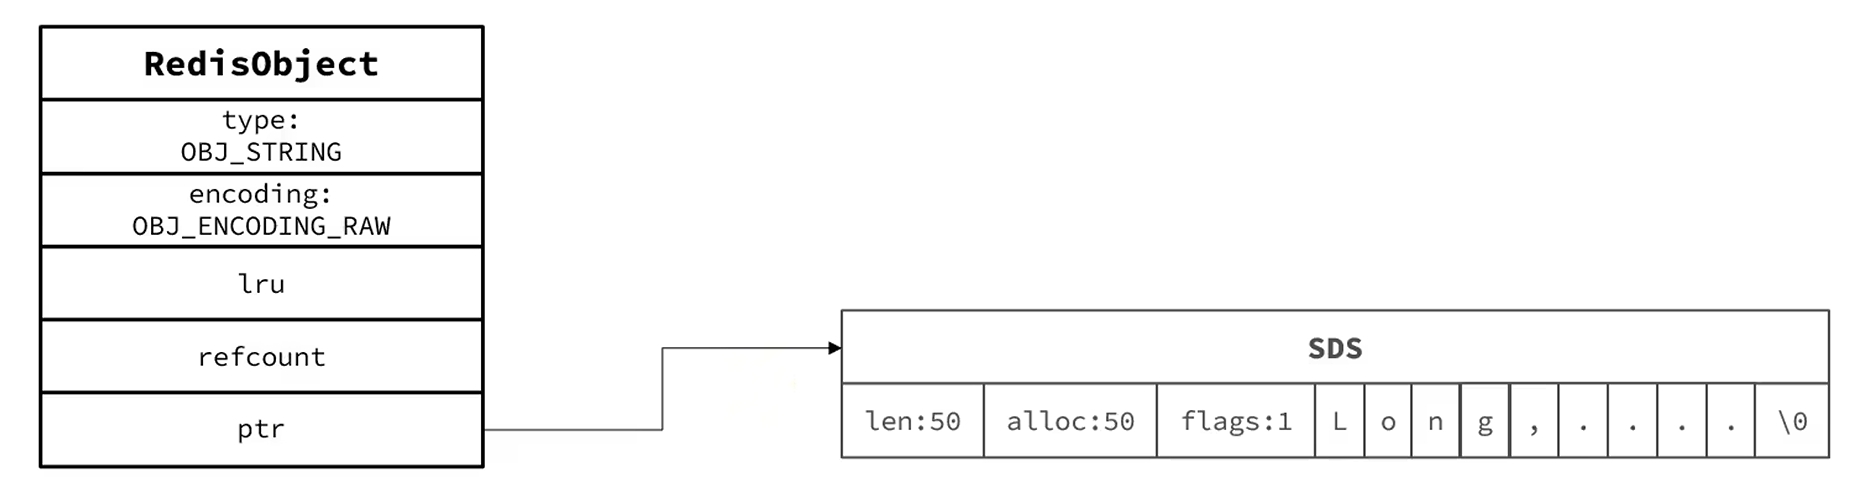 RedisObject
type:
OBJ_STRING
encoding:
OBJ_ENCODING_RAW
lru
refcount
ptr
SDS
len:50 alloc:50 flags:1 L o n g , . . . . \0